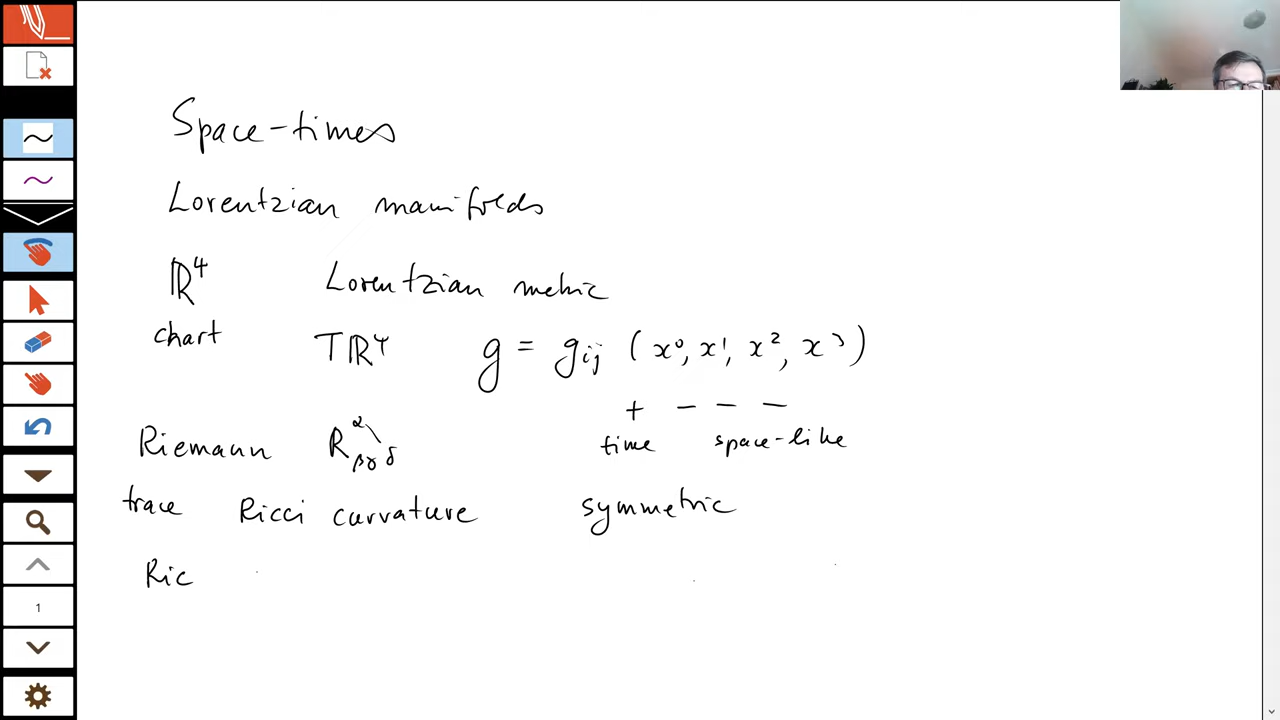 Space-times
Lorentzian manifolds
ℝ⁴ Lorentzian metric
chart Tℝ⁴ g = gᵢⱼ (x⁰, x¹, x², x³)
+ − − −
time space-like
Riemann R^α_βγδ
trace Ricci curvature symmetric
Ric
1